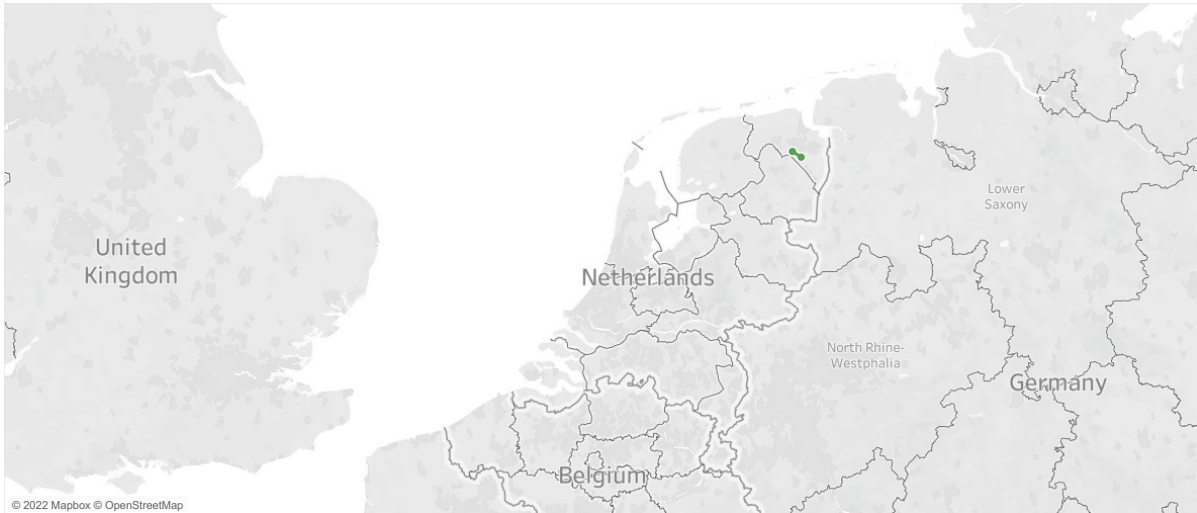 Lower
Saxony
United
Kingdom
Netherlands
North Rhine-
Westphalia
Germany
Belgium
© 2022 Mapbox © OpenStreetMap